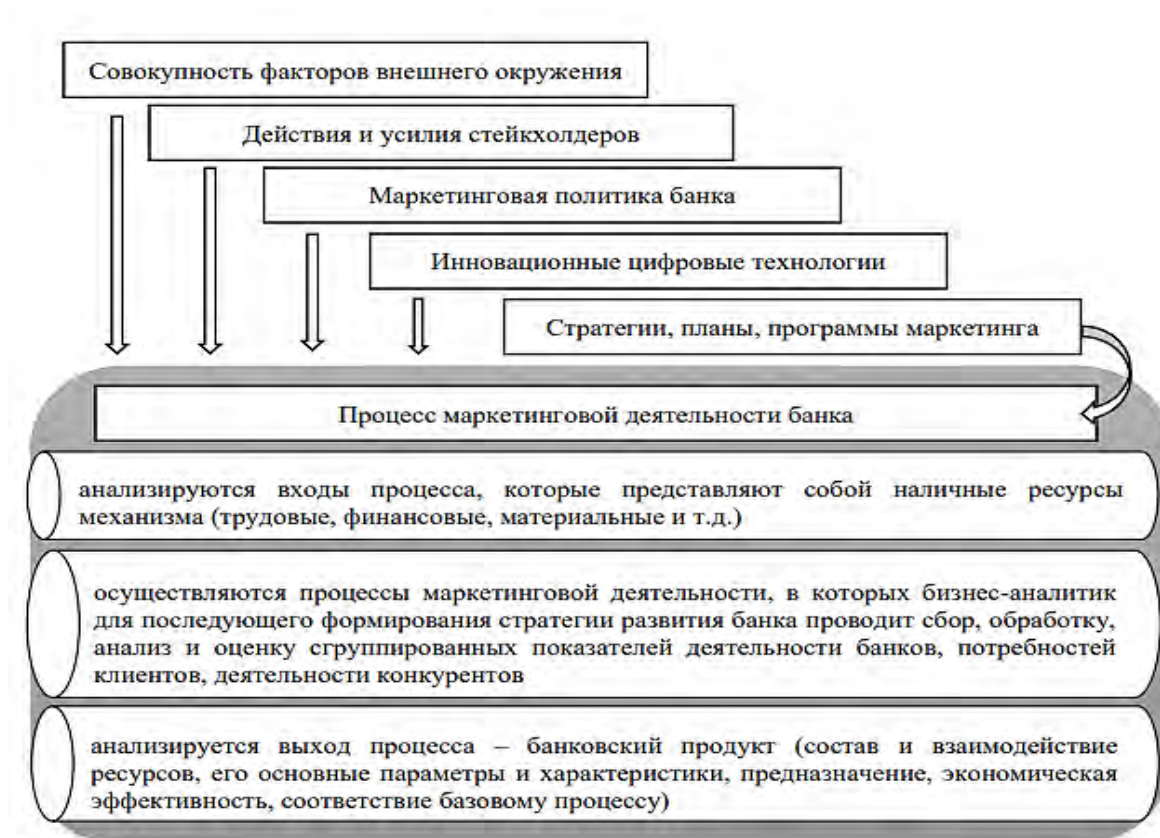 Совокупность факторов внешнего окружения
Действия и усилия стейкхолдеров
Маркетинговая политика банка
Инновационные цифровые технологии
Стратегии, планы, программы маркетинга
Процесс маркетинговой деятельности банка
анализируются входы процесса, которые представляют собой наличные ресурсы
механизма (трудовые, финансовые, материальные и т.д.)
осуществляются процессы маркетинговой деятельности, в которых бизнес-аналитик
для последующего формирования стратегии развития банка проводит сбор, обработку,
анализ и оценку сгруппированных показателей деятельности банков, потребностей
клиентов, деятельности конкурентов
анализируется выход процесса – банковский продукт (состав и взаимодействие
ресурсов, его основные параметры и характеристики, предназначение, экономическая
эффективность, соответствие базовому процессу)